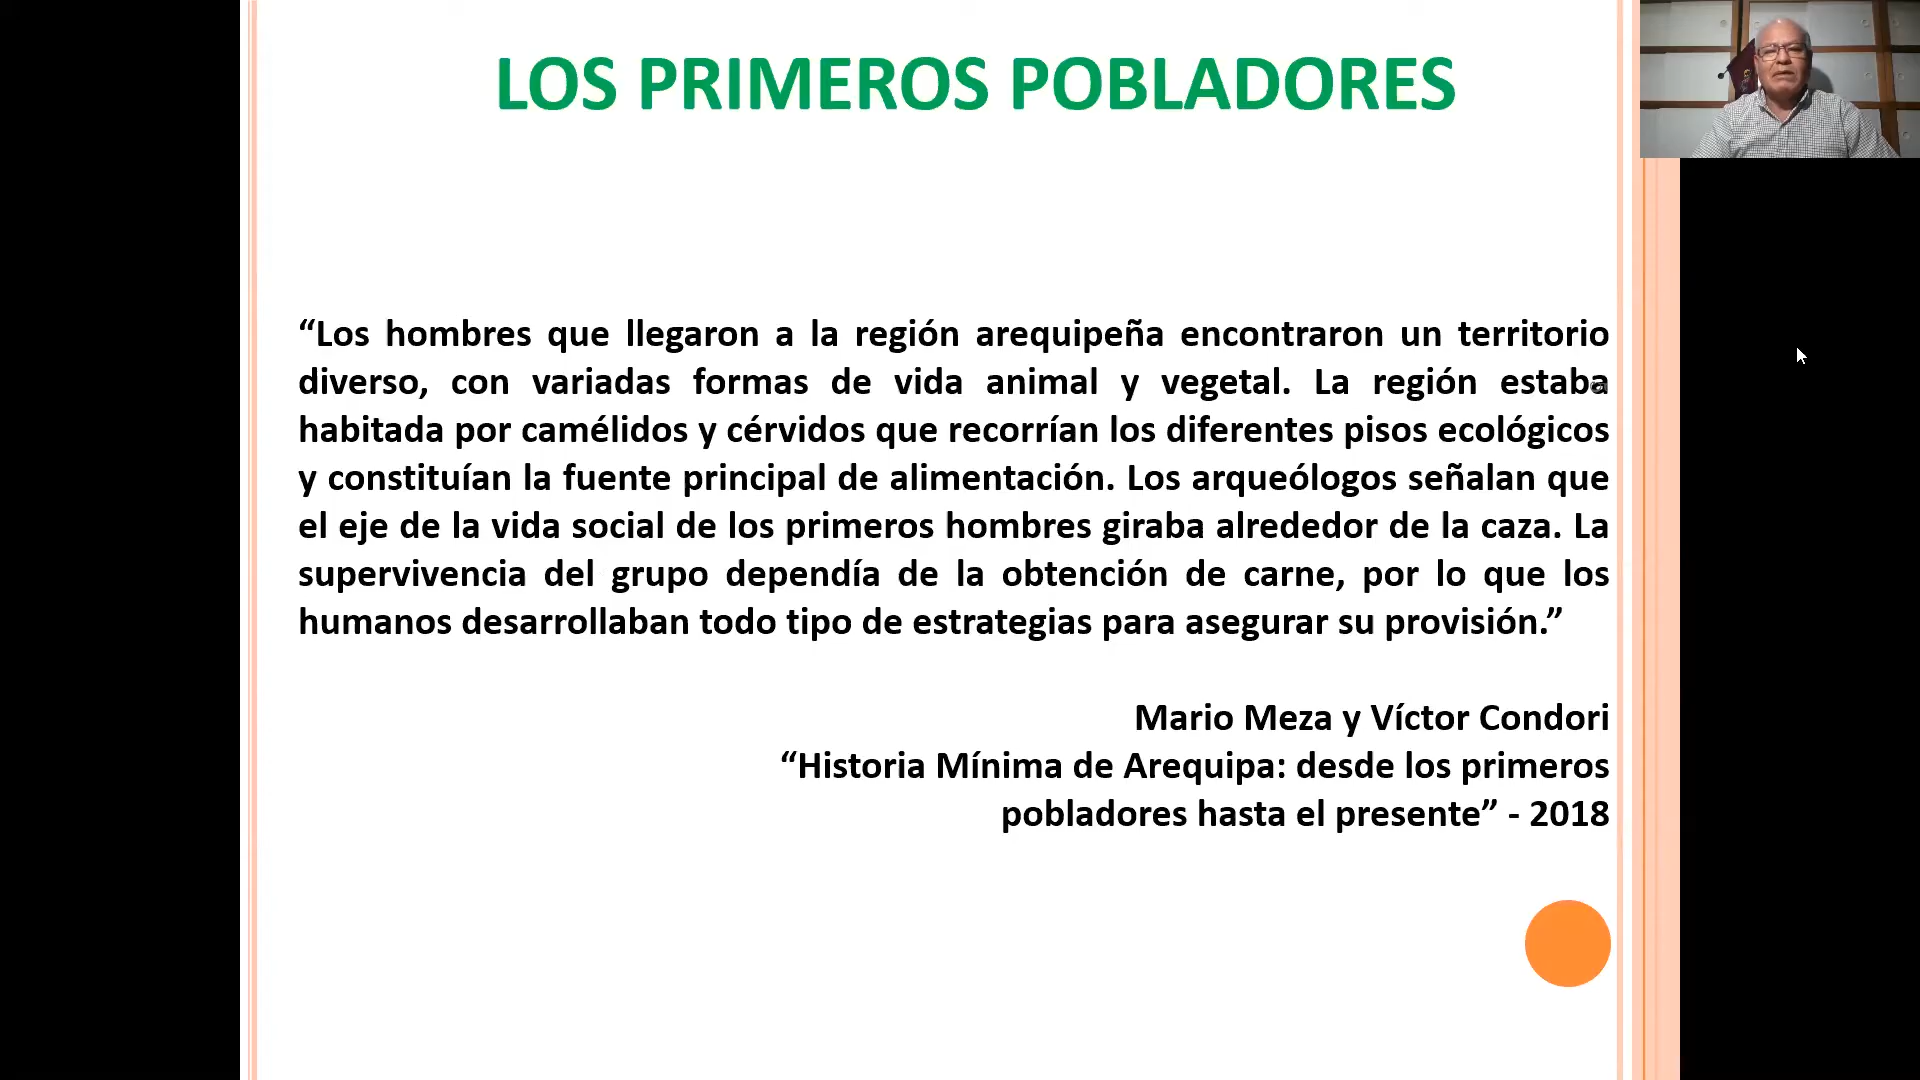 LOS PRIMEROS POBLADORES
“Los hombres que llegaron a la región arequipeña encontraron un territorio
diverso, con variadas formas de vida animal y vegetal. La región estaba
habitada por camélidos y cérvidos que recorrían los diferentes pisos ecológicos
y constituían la fuente principal de alimentación. Los arqueólogos señalan que
el eje de la vida social de los primeros hombres giraba alrededor de la caza. La
supervivencia del grupo dependía de la obtención de carne, por lo que los
humanos desarrollaban todo tipo de estrategias para asegurar su provisión.”
Mario Meza y Víctor Condori
“Historia Mínima de Arequipa: desde los primeros
pobladores hasta el presente” - 2018